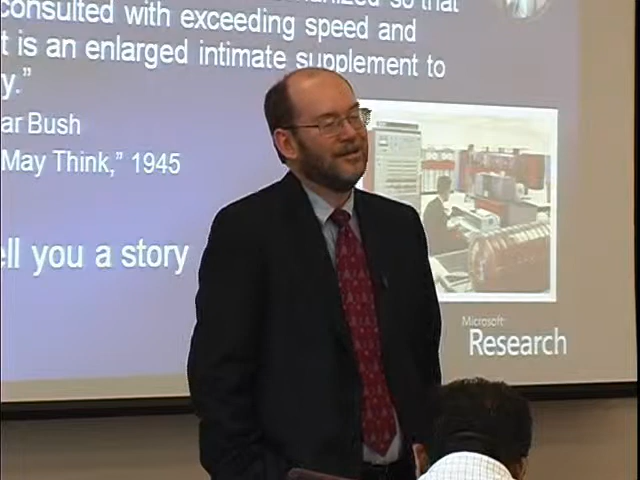 consulted with exceeding speed and
t is an enlarged intimate supplement to
y.”
ar Bush
May Think,” 1945
ell you a story
Microsoft
Research